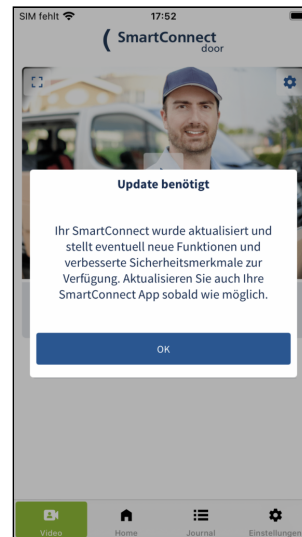 SIM fehlt 17:52
SmartConnect
door
Update benötigt
Ihr SmartConnect wurde aktualisiert und
stellt eventuell neue Funktionen und
verbesserte Sicherheitsmerkmale zur
Verfügung. Aktualisieren Sie auch Ihre
SmartConnect App sobald wie möglich.
OK
Video Home Journal Einstellungen